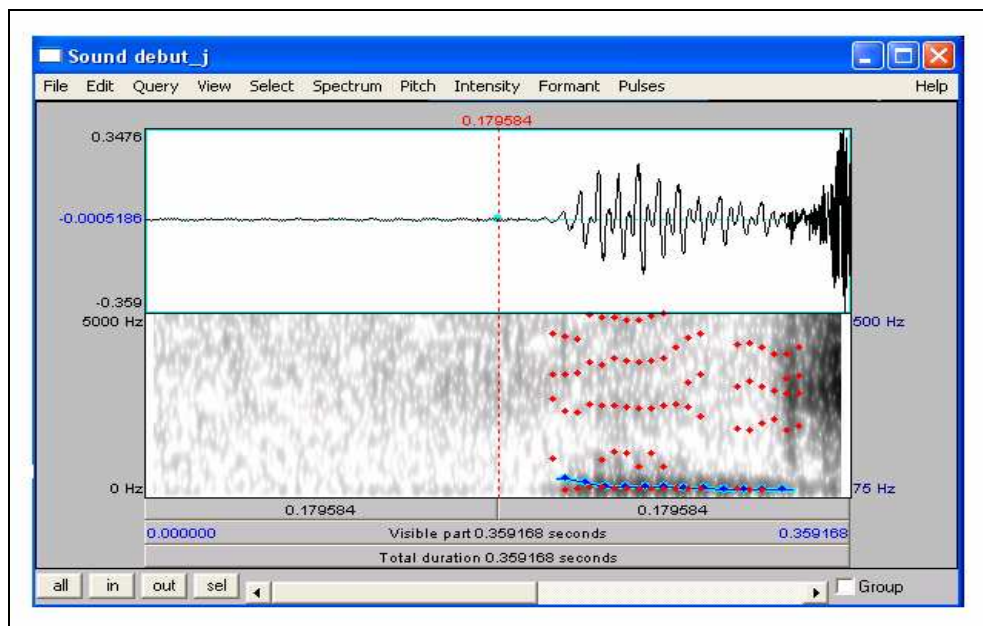 Sound debut_j
File Edit Query View Select Spectrum Pitch Intensity Formant Pulses Help
0.179584
0.3476
-0.0005186
-0.359
5000 Hz 500 Hz
0 Hz 75 Hz
0.179584 0.179584
0.000000 Visible part 0.359168 seconds 0.359168
Total duration 0.359168 seconds
all in out sel Group